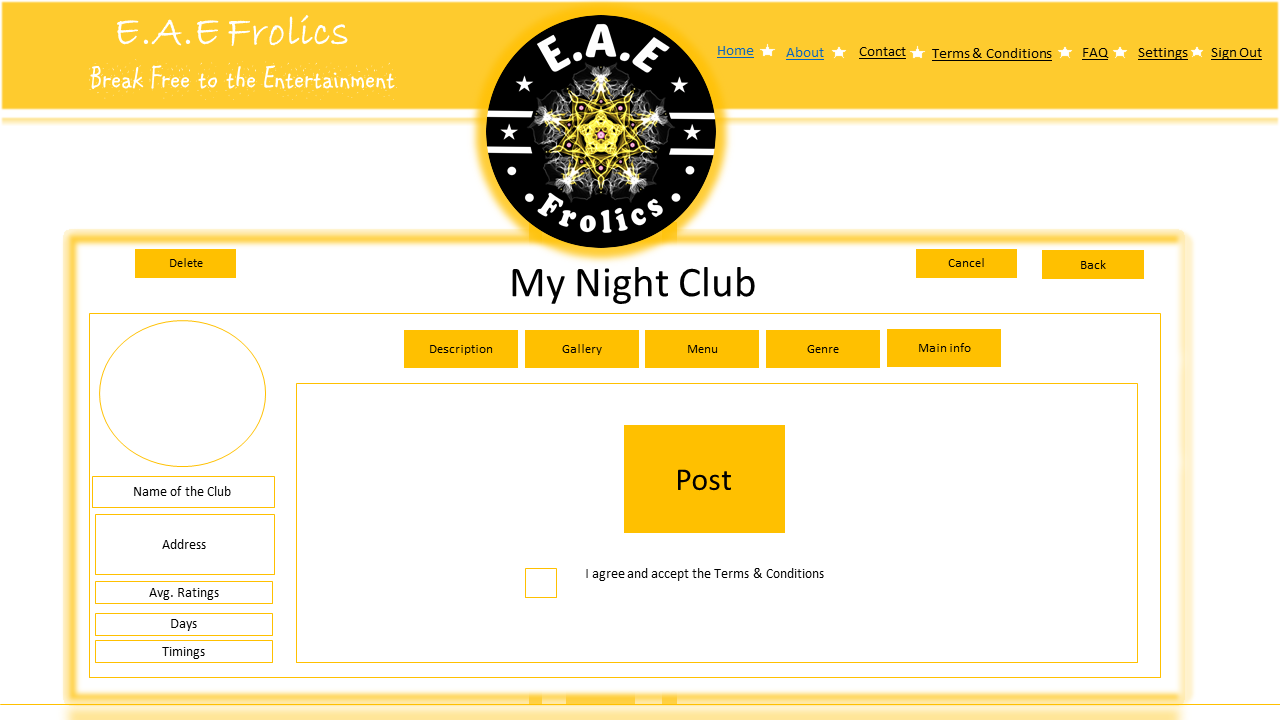 E.A.E Frolics
Break Free to the Entertainment
E.A.E
Frolics
Home
About
Contact
Terms & Conditions
FAQ
Settings
Sign Out
Delete
My Night Club
Cancel
Back
Description
Gallery
Menu
Genre
Main info
Name of the Club
Address
Avg. Ratings
Days
Timings
Post
I agree and accept the Terms & Conditions